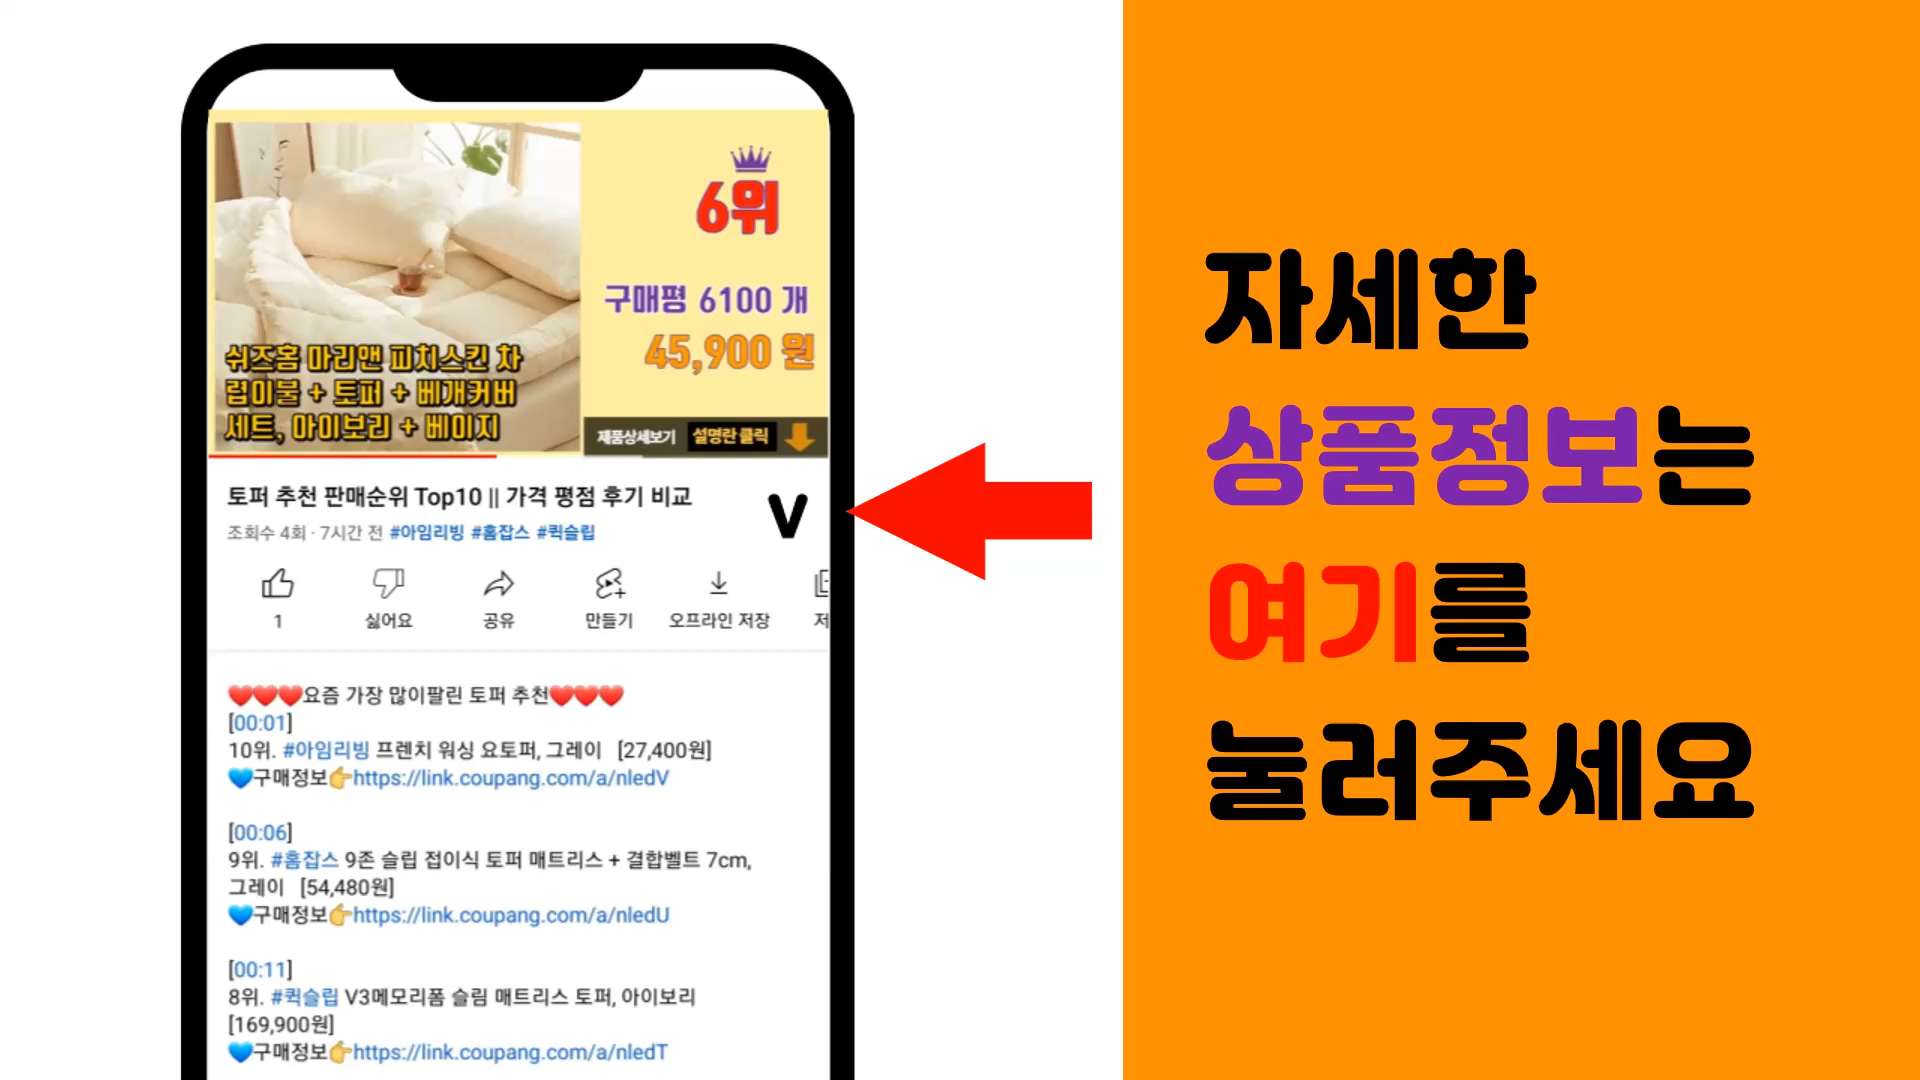 6위
구매평 6100 개
45,900 원
쉬즈홈 마리앤 피치스킨 차
렵이불 + 토퍼 + 베개커버
세트, 아이보리 + 베이지
제품상세보기 설명란 클릭
토퍼 추천 판매순위 Top10 || 가격 평점 후기 비교
V
조회수 4회 · 7시간 전 #아임리빙 #홈잡스 #퀵슬립
1 싫어요 공유 만들기 오프라인 저장 저
❤️❤️❤️요즘 가장 많이팔린 토퍼 추천❤️❤️❤️
[00:01]
10위. #아임리빙 프렌치 워싱 요토퍼, 그레이 [27,400원]
💙구매정보👉https://link.coupang.com/a/nledV
[00:06]
9위. #홈잡스 9존 슬립 접이식 토퍼 매트리스 + 결합벨트 7cm,
그레이 [54,480원]
💙구매정보👉https://link.coupang.com/a/nledU
[00:11]
8위. #퀵슬립 V3메모리폼 슬림 매트리스 토퍼, 아이보리
[169,900원]
💙구매정보👉https://link.coupang.com/a/nledT
자세한
상품정보는
여기를
눌러주세요